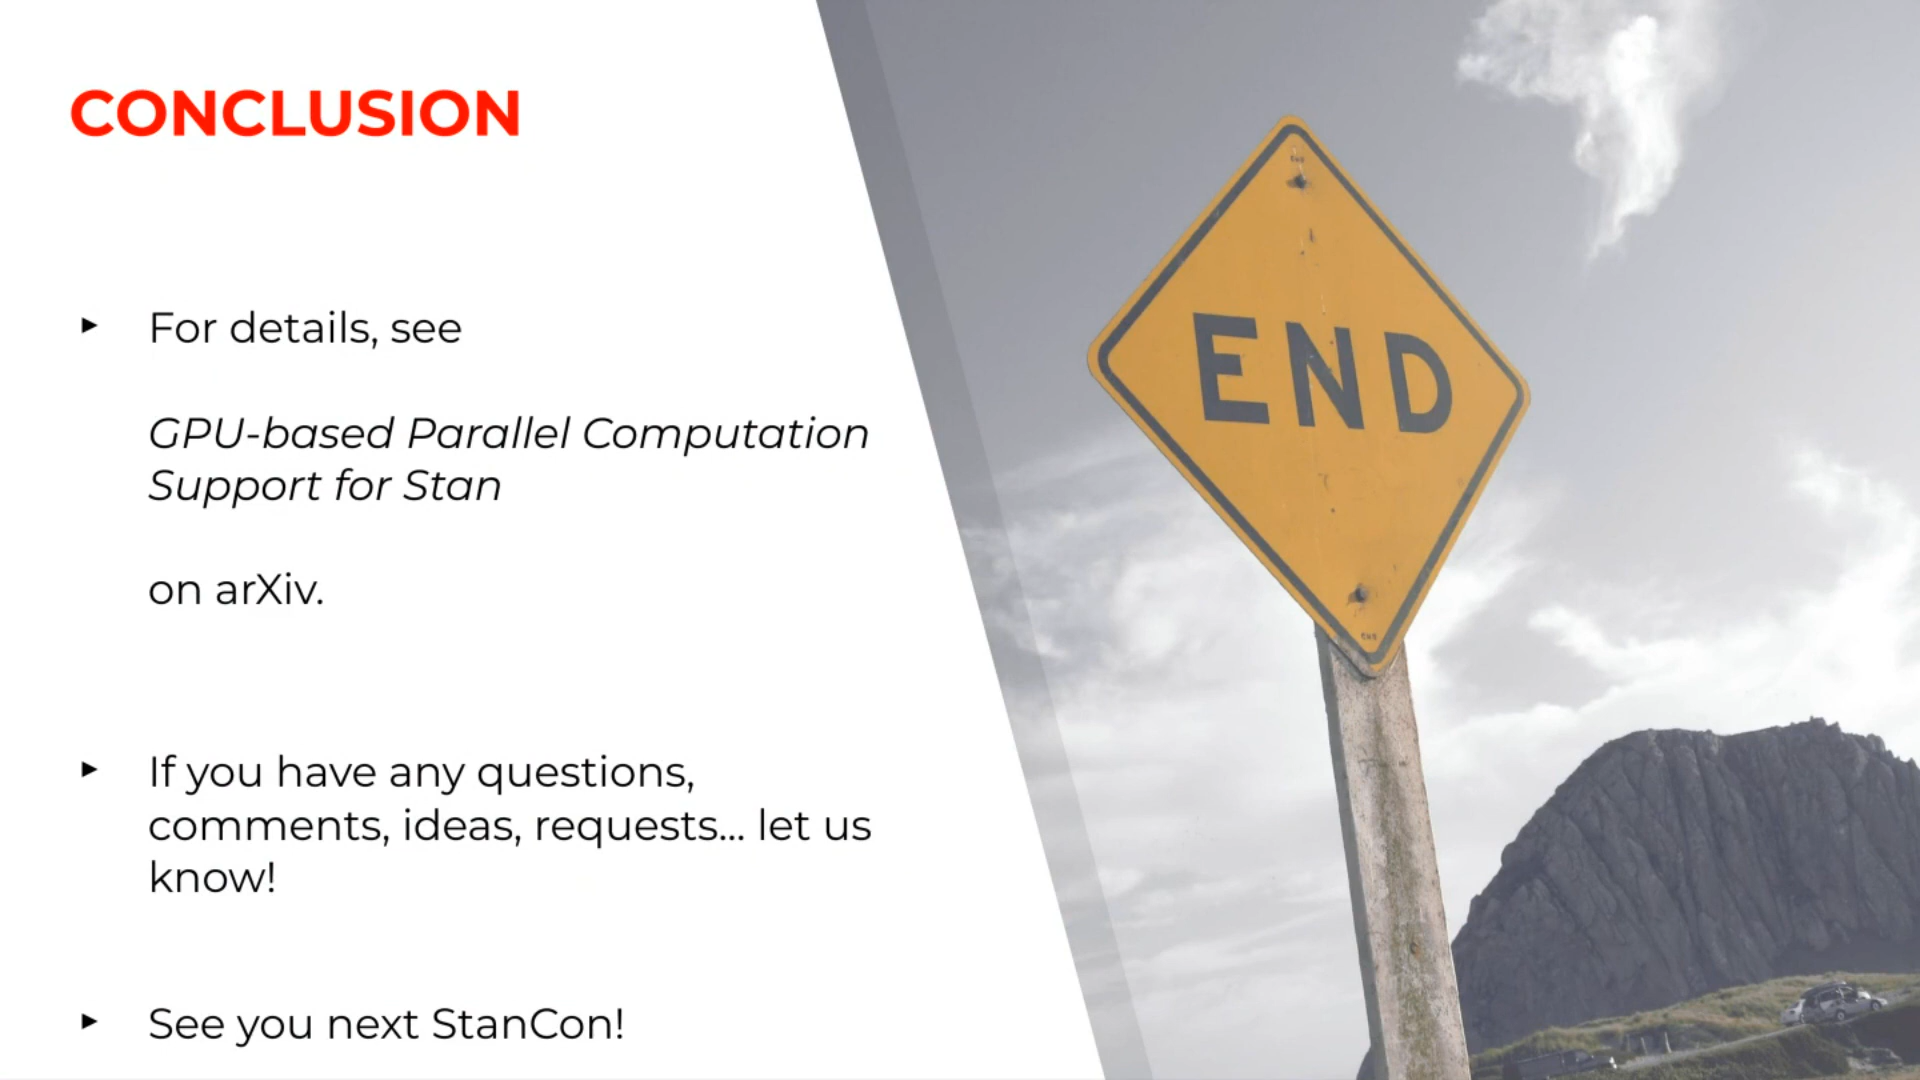 CONCLUSION
For details, see
GPU-based Parallel Computation
Support for Stan
on arXiv.
If you have any questions,
comments, ideas, requests... let us
know!
See you next StanCon!
END